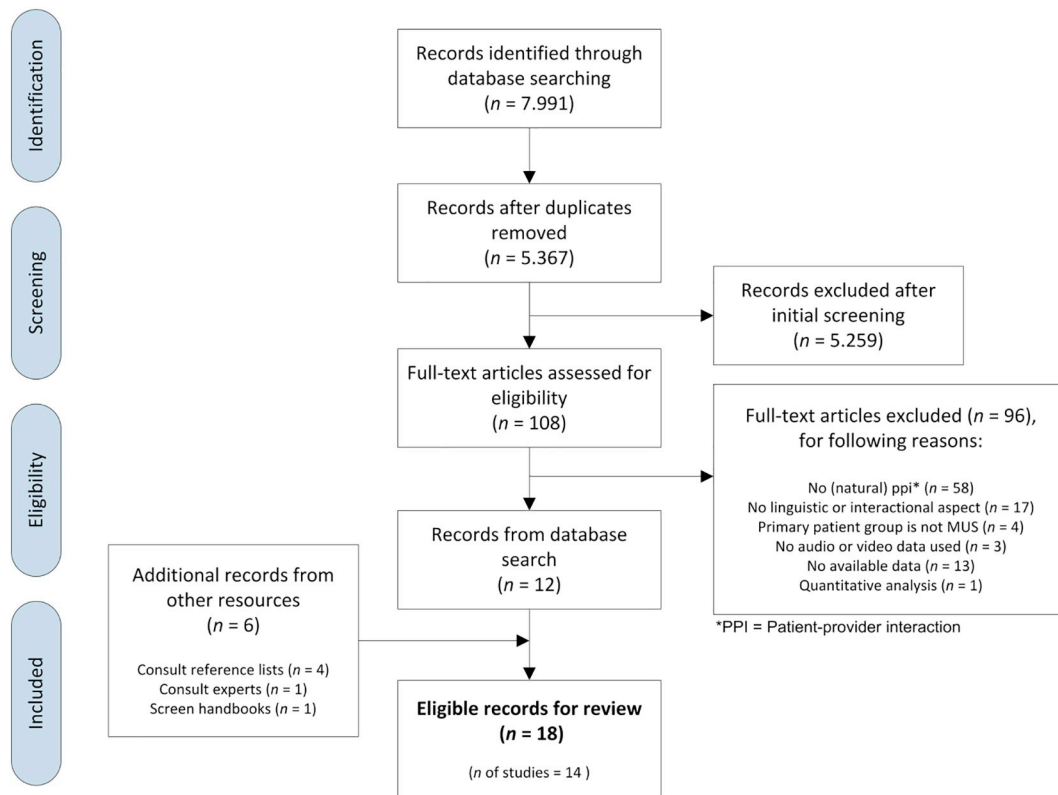 Identification
Records identified through
database searching
(n = 7.991)
Screening
Records after duplicates
removed
(n = 5.367)
Records excluded after
initial screening
(n = 5.259)
Full-text articles assessed for
eligibility
(n = 108)
Eligibility
Full-text articles excluded (n = 96),
for following reasons:
No (natural) ppi* (n = 58)
No linguistic or interactional aspect (n = 17)
Primary patient group is not MUS (n = 4)
No audio or video data used (n = 3)
No available data (n = 13)
Quantitative analysis (n = 1)
*PPI = Patient-provider interaction
Records from database
search
(n = 12)
Additional records from
other resources
(n = 6)
Consult reference lists (n = 4)
Consult experts (n = 1)
Screen handbooks (n = 1)
Included
Eligible records for review
(n = 18)
(n of studies = 14 )